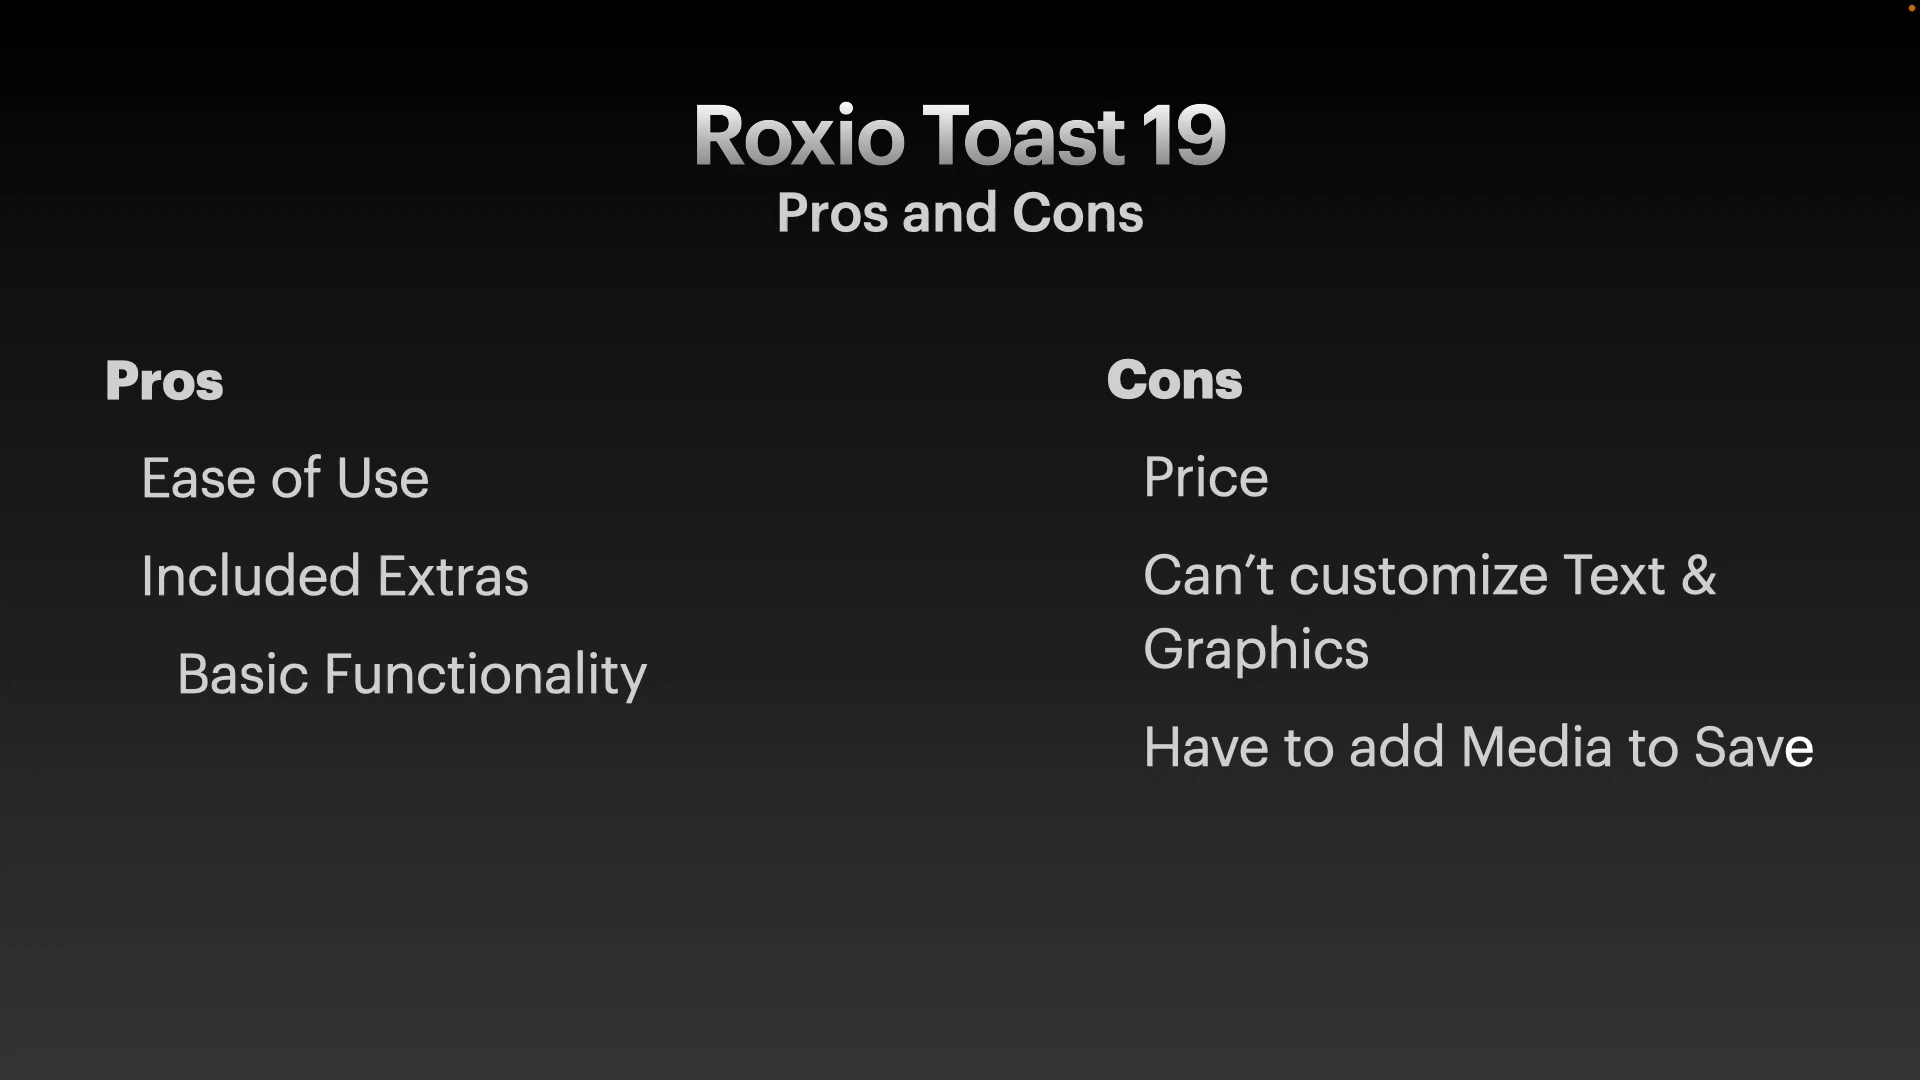 Roxio Toast 19
Pros and Cons
Pros
Ease of Use
Included Extras
Basic Functionality
Cons
Price
Can’t customize Text &
Graphics
Have to add Media to Save